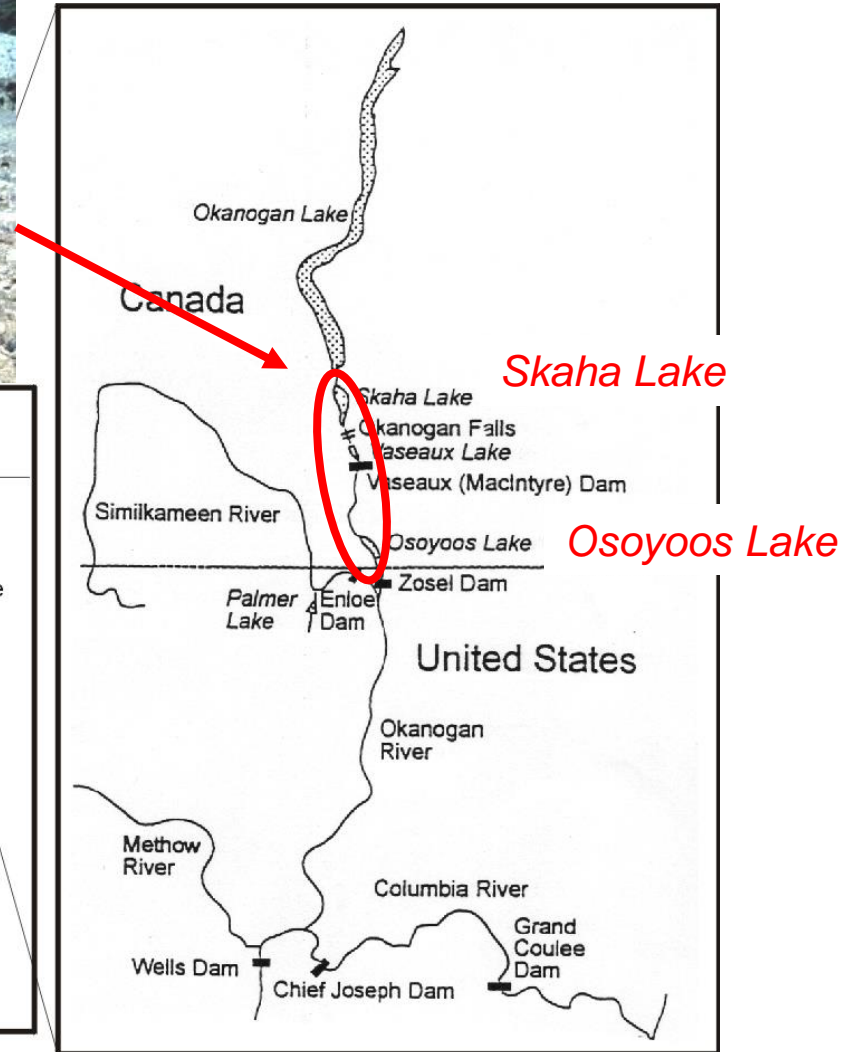 Okanogan Lake
Canada
Skaha Lake
Skaha Lake
Okanogan Falls
Vaseaux Lake
Vaseaux (MacIntyre) Dam
Similkameen River
Osoyoos Lake
Osoyoos Lake
e
Zosel Dam
Palmer
Lake
Enloe
Dam
United States
Okanogan
River
Methow
River
Columbia River
Grand
Coulee
Dam
Wells Dam
Chief Joseph Dam